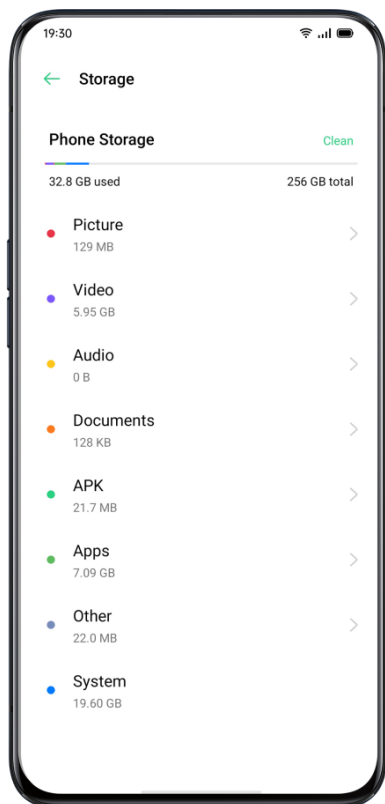 19:30
Storage
Phone Storage Clean
32.8 GB used 256 GB total
Picture
129 MB
Video
5.95 GB
Audio
0 B
Documents
128 KB
APK
21.7 MB
Apps
7.09 GB
Other
22.0 MB
System
19.60 GB